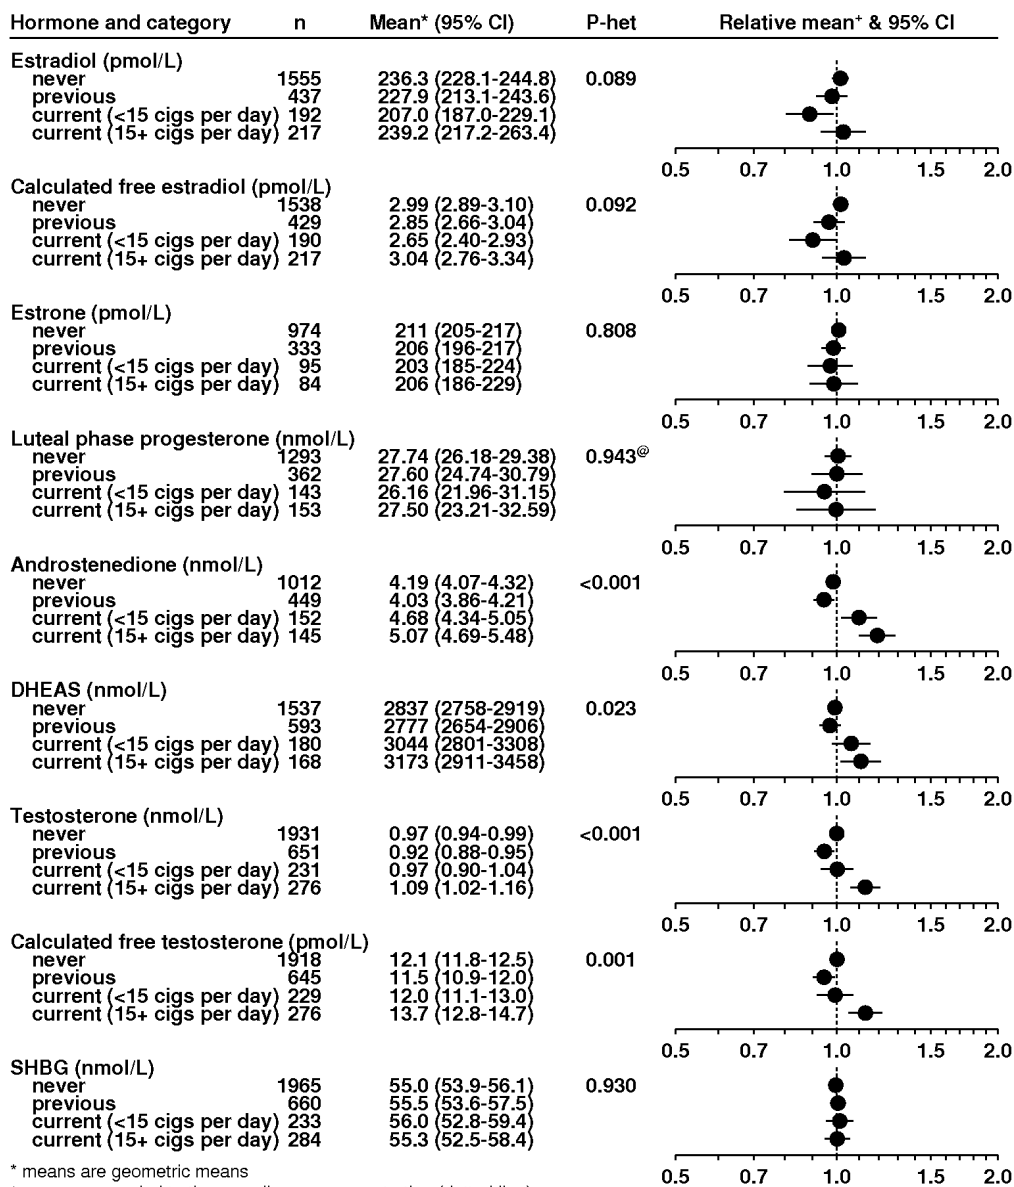 Hormone and category n Mean* (95% CI) P-het Relative mean⁺ & 95% CI
Estradiol (pmol/L)
never 1555 236.3 (228.1-244.8) 0.089
previous 437 227.9 (213.1-243.6)
current (<15 cigs per day) 192 207.0 (187.0-229.1)
current (15+ cigs per day) 217 239.2 (217.2-263.4)
0.5 0.7 1.0 1.5 2.0
Calculated free estradiol (pmol/L)
never 1538 2.99 (2.89-3.10) 0.092
previous 429 2.85 (2.66-3.04)
current (<15 cigs per day) 190 2.65 (2.40-2.93)
current (15+ cigs per day) 217 3.04 (2.76-3.34)
0.5 0.7 1.0 1.5 2.0
Estrone (pmol/L)
never 974 211 (205-217) 0.808
previous 333 206 (196-217)
current (<15 cigs per day) 95 203 (185-224)
current (15+ cigs per day) 84 206 (186-229)
0.5 0.7 1.0 1.5 2.0
Luteal phase progesterone (nmol/L)
never 1293 27.74 (26.18-29.38) 0.943@
previous 362 27.60 (24.74-30.79)
current (<15 cigs per day) 143 26.16 (21.96-31.15)
current (15+ cigs per day) 153 27.50 (23.21-32.59)
0.5 0.7 1.0 1.5 2.0
Androstenedione (nmol/L)
never 1012 4.19 (4.07-4.32) <0.001
previous 449 4.03 (3.86-4.21)
current (<15 cigs per day) 152 4.68 (4.34-5.05)
current (15+ cigs per day) 145 5.07 (4.69-5.48)
0.5 0.7 1.0 1.5 2.0
DHEAS (nmol/L)
never 1537 2837 (2758-2919) 0.023
previous 593 2777 (2654-2906)
current (<15 cigs per day) 180 3044 (2801-3308)
current (15+ cigs per day) 168 3173 (2911-3458)
0.5 0.7 1.0 1.5 2.0
Testosterone (nmol/L)
never 1931 0.97 (0.94-0.99) <0.001
previous 651 0.92 (0.88-0.95)
current (<15 cigs per day) 231 0.97 (0.90-1.04)
current (15+ cigs per day) 276 1.09 (1.02-1.16)
0.5 0.7 1.0 1.5 2.0
Calculated free testosterone (pmol/L)
never 1918 12.1 (11.8-12.5) 0.001
previous 645 11.5 (10.9-12.0)
current (<15 cigs per day) 229 12.0 (11.1-13.0)
current (15+ cigs per day) 276 13.7 (12.8-14.7)
0.5 0.7 1.0 1.5 2.0
SHBG (nmol/L)
never 1965 55.0 (53.9-56.1) 0.930
previous 660 55.5 (53.6-57.5)
current (<15 cigs per day) 233 56.0 (52.8-59.4)
current (15+ cigs per day) 284 55.3 (52.5-58.4)
0.5 0.7 1.0 1.5 2.0
* means are geometric means